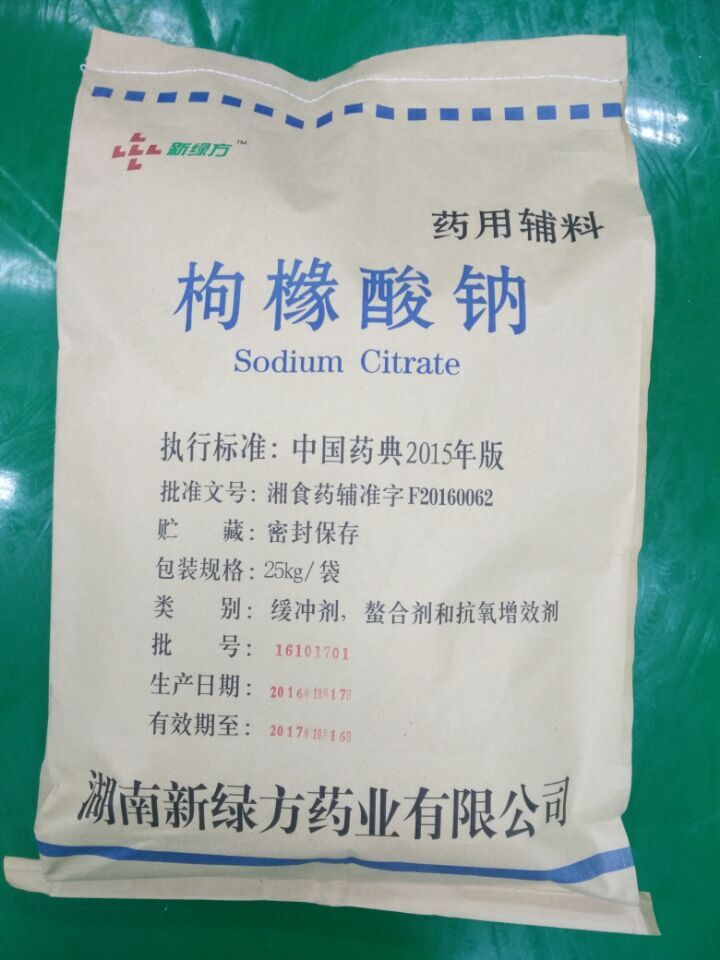 新绿方™
药用辅料
枸橼酸钠
Sodium Citrate
执行标准：中国药典2015年版
批准文号：湘食药辅准字F20160062
贮 藏：密封保存
包装规格：25kg/袋
类 别：缓冲剂，螯合剂和抗氧增效剂
批 号：16101701
生产日期：2016年10月17日
有效期至：2017年10月16日
湖南新绿方药业有限公司